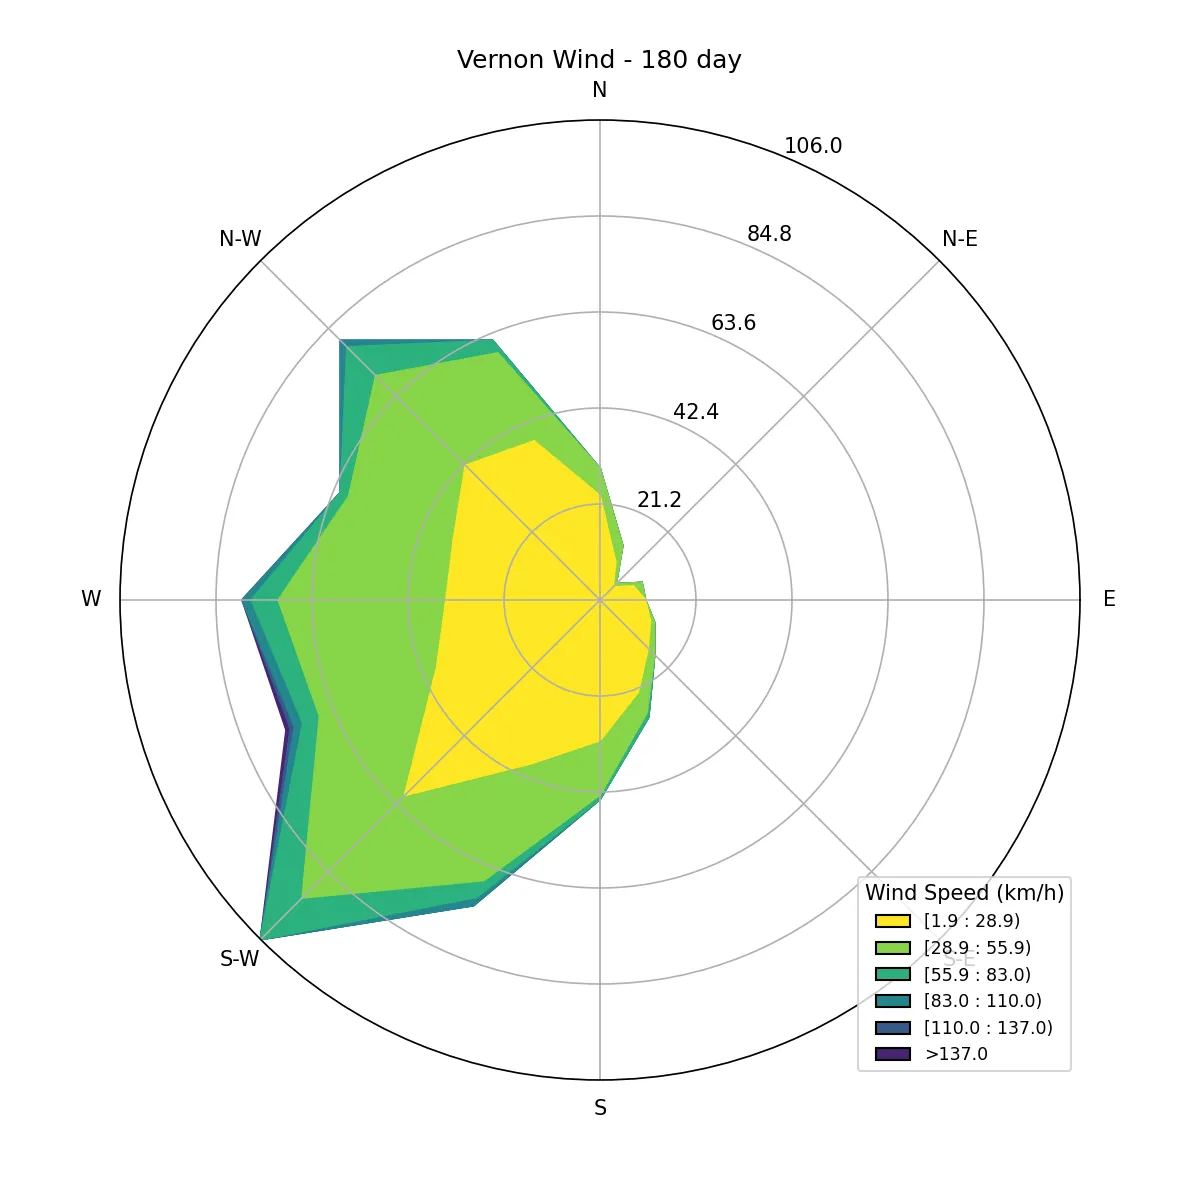 Vernon Wind - 180 day
N
106.0
84.8
N-W
N-E
63.6
42.4
21.2
W
E
Wind Speed (km/h)
[1.9 : 28.9)
[28.9 : 55.9)
S-W
S-E
[55.9 : 83.0)
[83.0 : 110.0)
[110.0 : 137.0)
>137.0
S